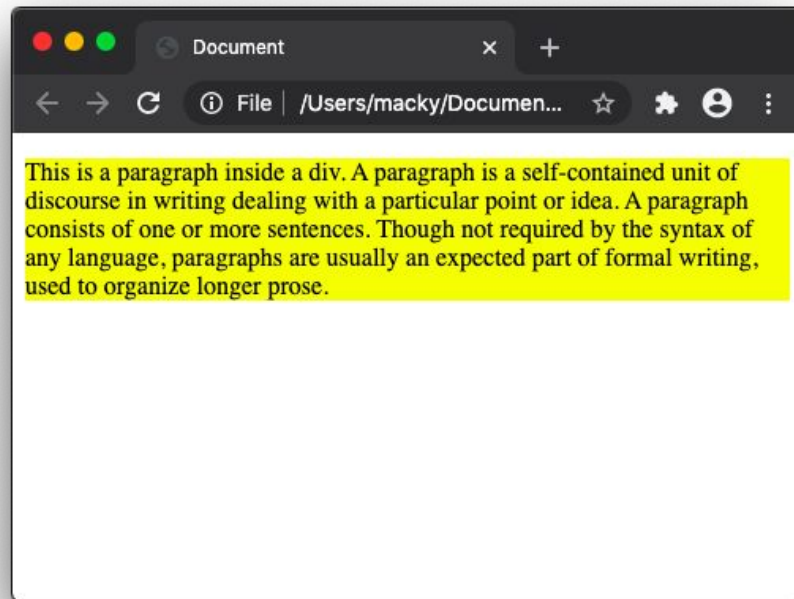 Document
File /Users/macky/Documen...
This is a paragraph inside a div. A paragraph is a self-contained unit of
discourse in writing dealing with a particular point or idea. A paragraph
consists of one or more sentences. Though not required by the syntax of
any language, paragraphs are usually an expected part of formal writing,
used to organize longer prose.